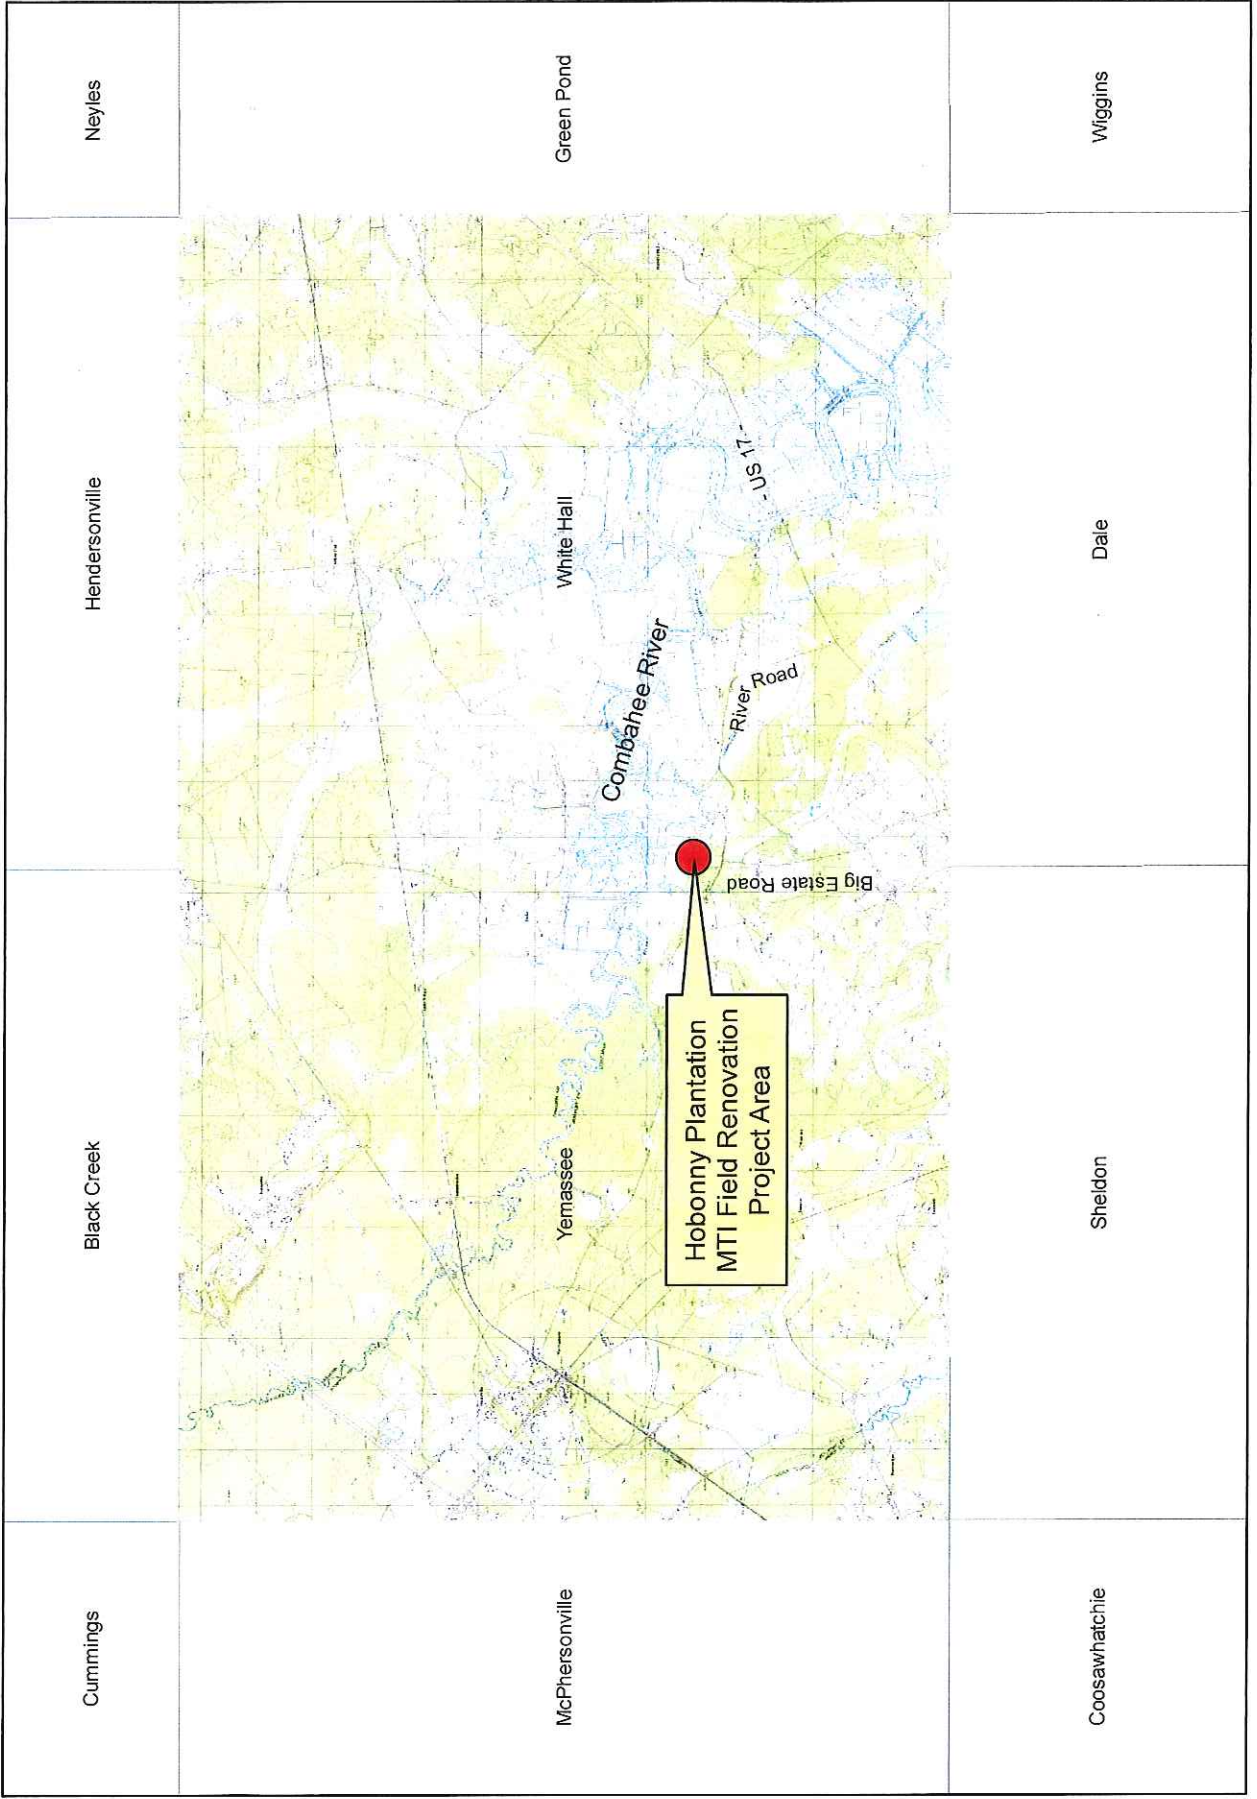 Cummings
Black Creek
Hendersonville
Neyles
McPhersonville
Yemassee
White Hall
Green Pond
Combahee River
- US 17 -
River Road
Big Estate Road
Hobonny Plantation
MTI Field Renovation
Project Area
Coosawhatchie
Sheldon
Dale
Wiggins